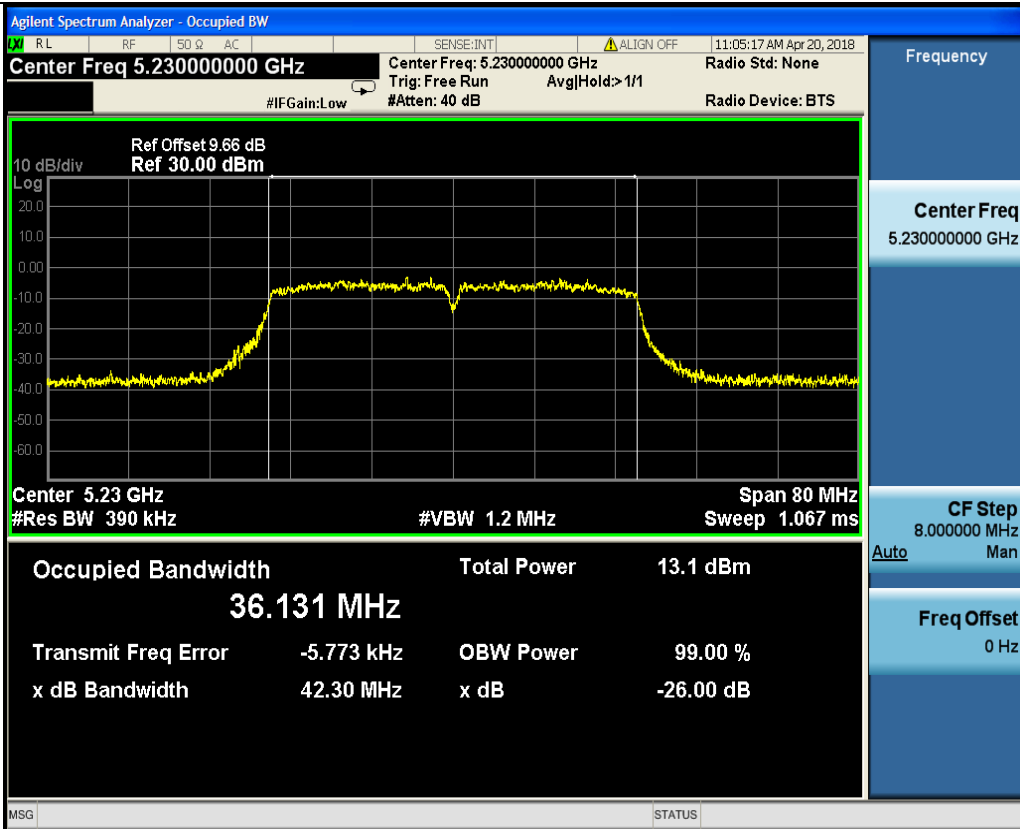 Agilent Spectrum Analyzer - Occupied BW
LXI RL RF 50 Ω AC SENSE:INT ALIGN OFF 11:05:17 AM Apr 20, 2018
Center Freq 5.230000000 GHz
Center Freq: 5.230000000 GHz
Radio Std: None
Trig: Free Run Avg|Hold:>1/1
#IFGain:Low
#Atten: 40 dB
Radio Device: BTS
Ref Offset 9.66 dB
10 dB/div Ref 30.00 dBm
Log
20.0
10.0
0.00
-10.0
-20.0
-30.0
-40.0
-50.0
-60.0
Center 5.23 GHz Span 80 MHz
#Res BW 390 kHz #VBW 1.2 MHz Sweep 1.067 ms
Occupied Bandwidth Total Power 13.1 dBm
36.131 MHz
Transmit Freq Error -5.773 kHz OBW Power 99.00 %
x dB Bandwidth 42.30 MHz x dB -26.00 dB
MSG STATUS
Frequency
Center Freq
5.230000000 GHz
CF Step
8.000000 MHz
Auto Man
Freq Offset
0 Hz